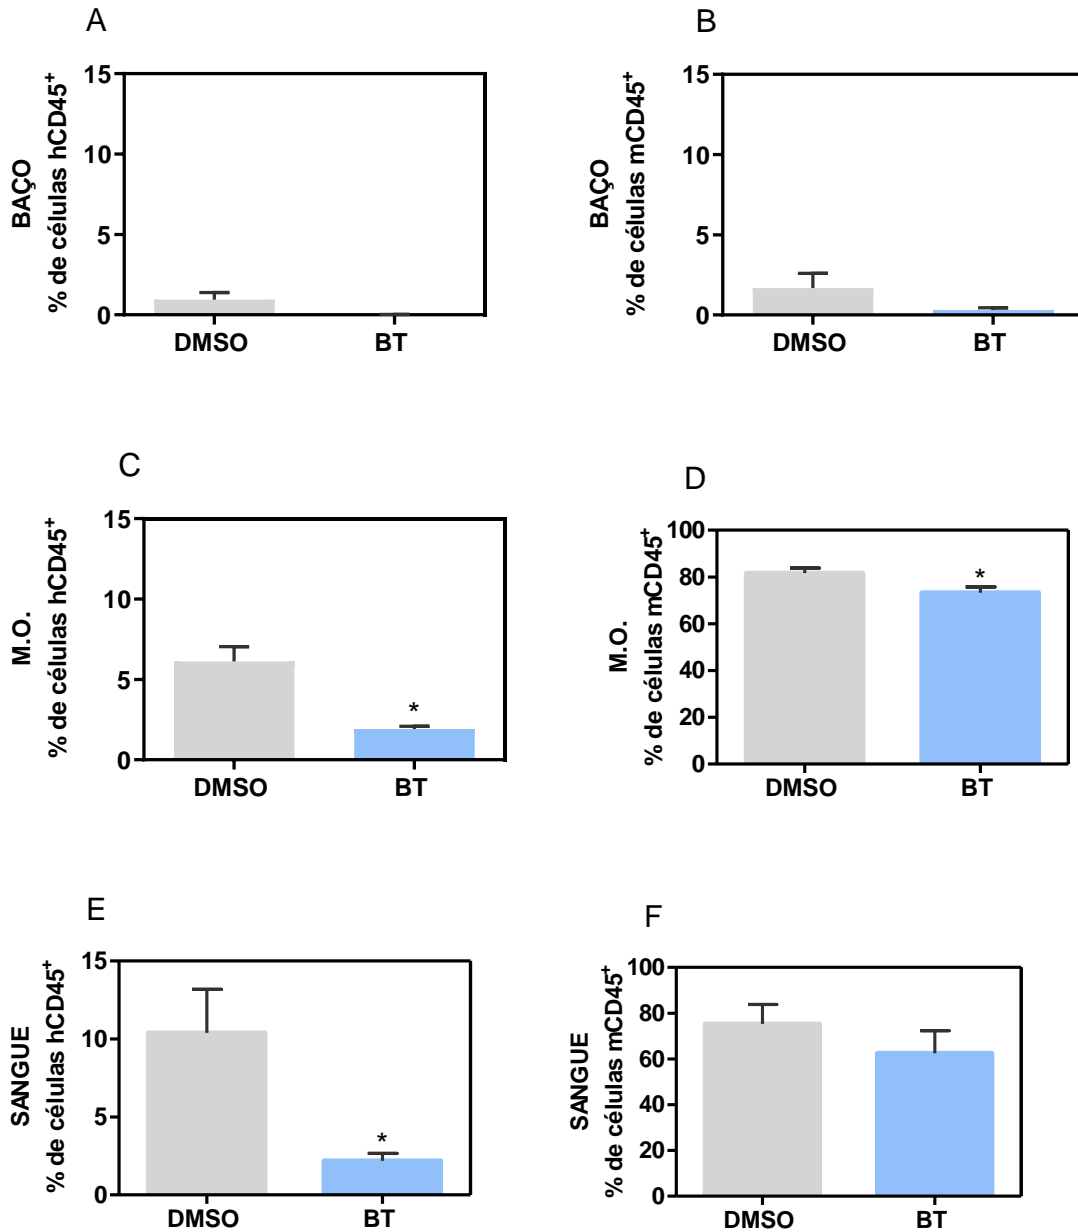 A
BAÇO
% de células hCD45+
15
10
5
0
DMSO
BT
B
BAÇO
% de células mCD45+
15
10
5
0
DMSO
BT
C
M.O.
% de células hCD45+
15
10
5
0
*
DMSO
BT
D
M.O.
% de células mCD45+
100
80
60
40
20
0
*
DMSO
BT
E
SANGUE
% de células hCD45+
15
10
5
0
*
DMSO
BT
F
SANGUE
% de células mCD45+
100
80
60
40
20
0
DMSO
BT